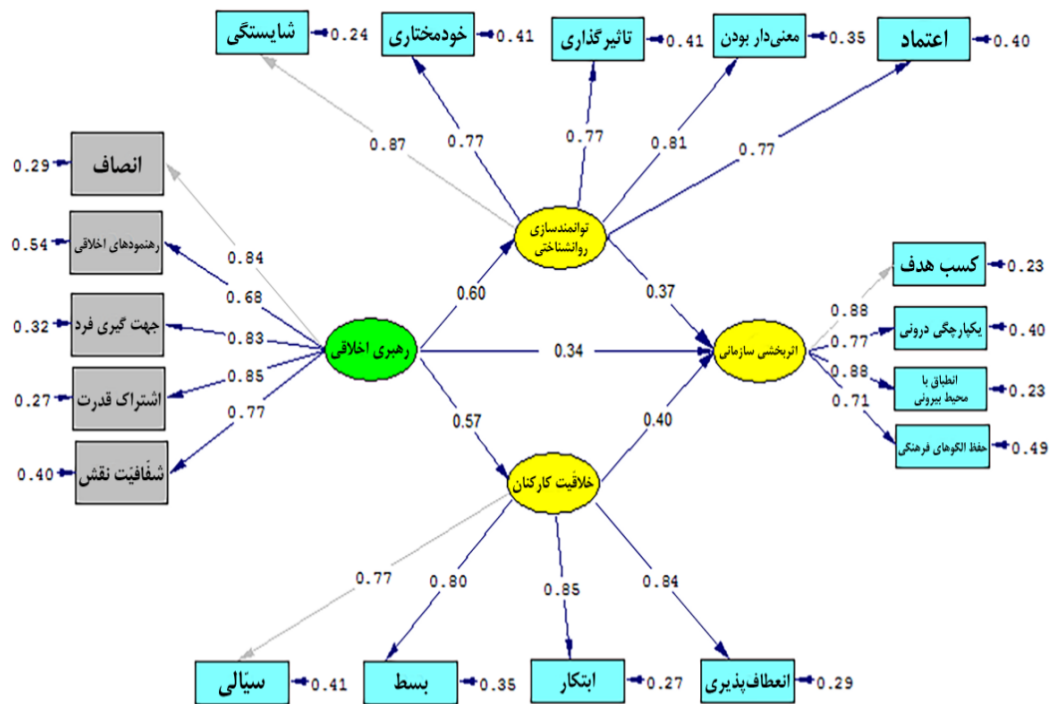 شایستگی
0.24
خودمختاری
0.41
تاثیرگذاری
0.41
معنی‌دار بودن
0.35
اعتماد
0.40
0.87
0.77
0.77
0.81
0.77
انصاف
0.29
رهنمودهای اخلاقی
0.54
جهت گیری فرد
0.32
اشتراک قدرت
0.27
شفّافیّت نقش
0.40
0.84
0.68
0.83
0.85
0.77
رهبری اخلاقی
0.60
0.34
0.57
توانمندسازی
روانشناختی
0.37
خلاقّیت کارکنان
0.40
اثربخشی سازمانی
0.88
0.77
0.88
0.71
کسب هدف
0.23
یکپارچگی درونی
0.40
انطباق با
محیط بیرونی
0.23
حفظ الگوهای فرهنگی
0.49
0.77
0.80
0.85
0.84
سیّالی
0.41
بسط
0.35
ابتکار
0.27
انعطاف‌پذیری
0.29